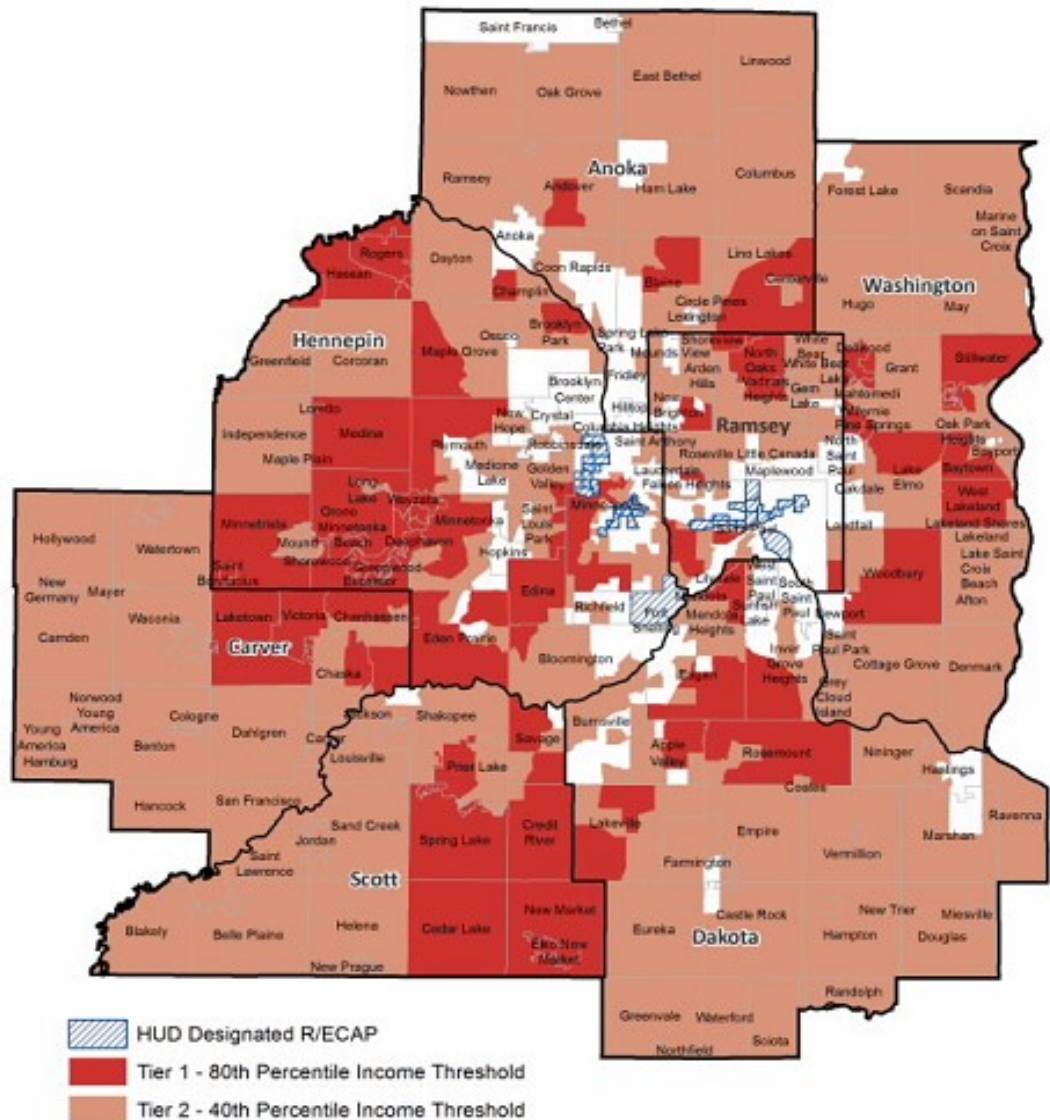 Saint Francis
Bethel
Linwood
East Bethel
Nowthen
Oak Grove
Anoka
Ramsey
Andover
Ham Lake
Columbus
Forest Lake
Scandia
Marine
on Saint
Croix
Anoka
Rogers
Hassan
Dayton
Coon Rapids
Lino Lakes
Centerville
Washington
Champlin
Blaine
Circle Pines
Lexington
Hugo
May
Hennepin
Osseo
Brooklyn
Park
Spring Lake
Park
Shoreview
White
Bear
Dellwood
Greenfield
Corcoran
Maple Grove
Mounds
View
Arden
Hills
North
Oaks
Vadnais
Heights
White Bear
Lake
Gem
Lake
Grant
Stillwater
Fridley
Mahtomedi
Willernie
Pine Springs
Brooklyn
Center
Loretto
New
Hope
Crystal
Hilltop
Columbia Heights
New
Brighton
Ramsey
Oak Park
Heights
Bayport
Independence
Medina
Plymouth
Robbinsdale
Saint Anthony
Roseville
Little Canada
North
Saint
Paul
Maple Plain
Medicine
Lake
Golden
Valley
Lauderdale
Falcon Heights
Maplewood
Oakdale
Lake
Elmo
Baytown
West
Lakeland
Long
Lake
Wayzata
Orono
Minnetonka
Beach
Deephaven
Minnetonka
Saint
Louis
Park
Landfall
Lakeland Shores
Lakeland
Hollywood
Watertown
Minnetrista
Mound
Shorewood
Greenwood
Excelsior
Hopkins
Lake Saint
Croix
Beach
Afton
Saint
Bonifacius
Woodbury
New
Germany
Mayer
Waconia
Laketown
Victoria
Chanhassen
Edina
Richfield
Fort
Snelling
Lilydale
Mendota
Mendota
Heights
West
Saint
Paul
Sunfish
Lake
South
Saint
Paul
Newport
Camden
Carver
Eden Prairie
Saint
Paul Park
Chaska
Bloomington
Inver
Grove
Heights
Cottage Grove
Denmark
Eagan
Grey
Cloud
Island
Norwood
Young
America
Cologne
Dahlgren
Jackson
Shakopee
Burnsville
Young
America
Hamburg
Benton
Carver
Louisville
Savage
Apple
Valley
Rosemount
Nininger
Hastings
Prior Lake
Coates
Hancock
San Francisco
Ravenna
Sand Creek
Jordan
Spring Lake
Credit
River
Lakeville
Empire
Marshan
Saint
Lawrence
Farmington
Vermillion
Scott
Blakely
Belle Plaine
Helena
Cedar Lake
New Market
Elko New
Market
Eureka
Castle Rock
New Trier
Miesville
Dakota
Hampton
Douglas
New Prague
Randolph
Greenvale
Waterford
Sciota
Northfield
HUD Designated R/ECAP
Tier 1 - 80th Percentile Income Threshold
Tier 2 - 40th Percentile Income Threshold